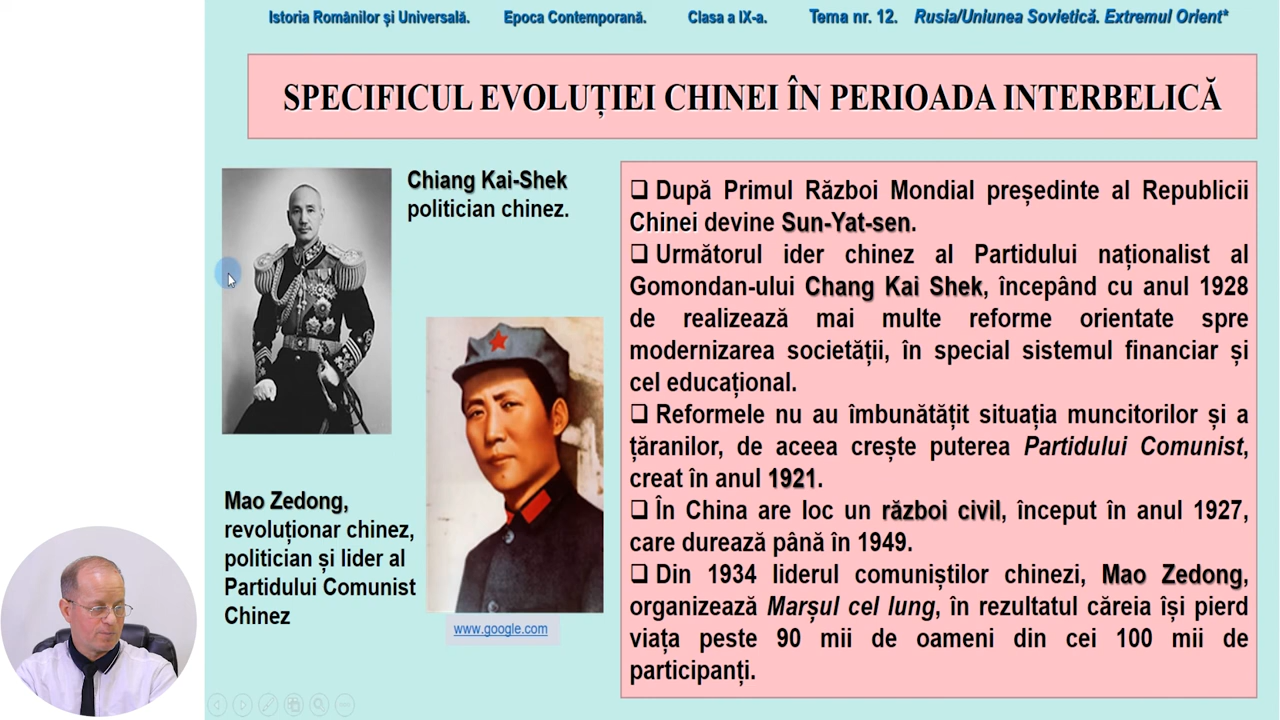 Istoria Românilor și Universală. Epoca Contemporană. Clasa a IX-a. Tema nr. 12. Rusia/Uniunea Sovietică. Extremul Orient*
SPECIFICUL EVOLUȚIEI CHINEI ÎN PERIOADA INTERBELICĂ
Chiang Kai-Shek
politician chinez.
Mao Zedong,
revoluționar chinez,
politician și lider al
Partidului Comunist
Chinez
www.google.com
❑ După Primul Război Mondial președinte al Republicii
Chinei devine Sun-Yat-sen.
❑ Următorul ider chinez al Partidului naționalist al
Gomondan-ului Chang Kai Shek, începând cu anul 1928
de realizează mai multe reforme orientate spre
modernizarea societății, în special sistemul financiar și
cel educațional.
❑ Reformele nu au îmbunătățit situația muncitorilor și a
țăranilor, de aceea crește puterea Partidului Comunist,
creat în anul 1921.
❑ În China are loc un război civil, început în anul 1927,
care durează până în 1949.
❑ Din 1934 liderul comuniștilor chinezi, Mao Zedong,
organizează Marșul cel lung, în rezultatul căreia își pierd
viața peste 90 mii de oameni din cei 100 mii de
participanți.